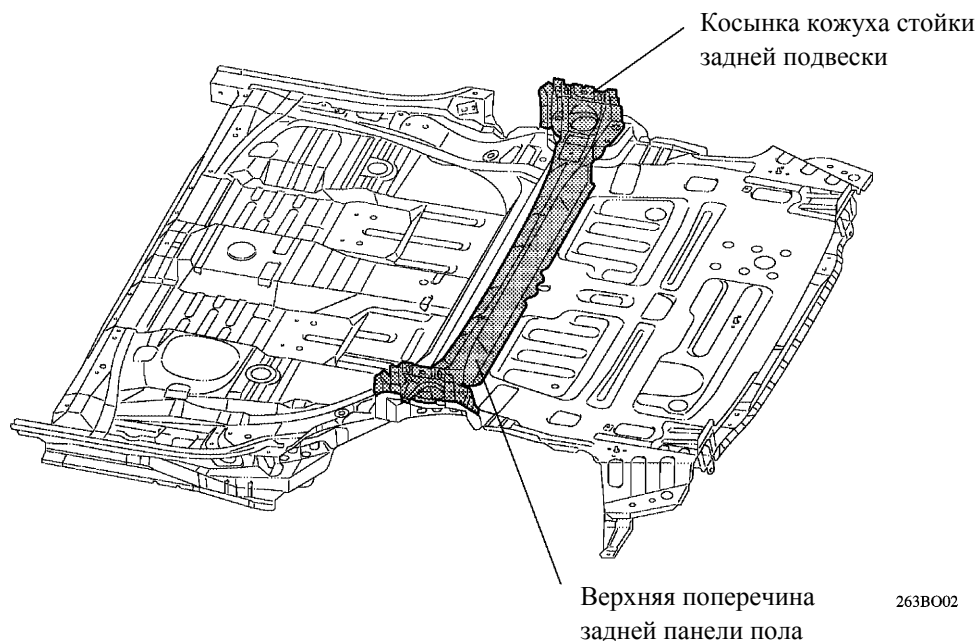 Косынка кожуха стойки
задней подвески
Верхняя поперечина
задней панели пола
263BO02